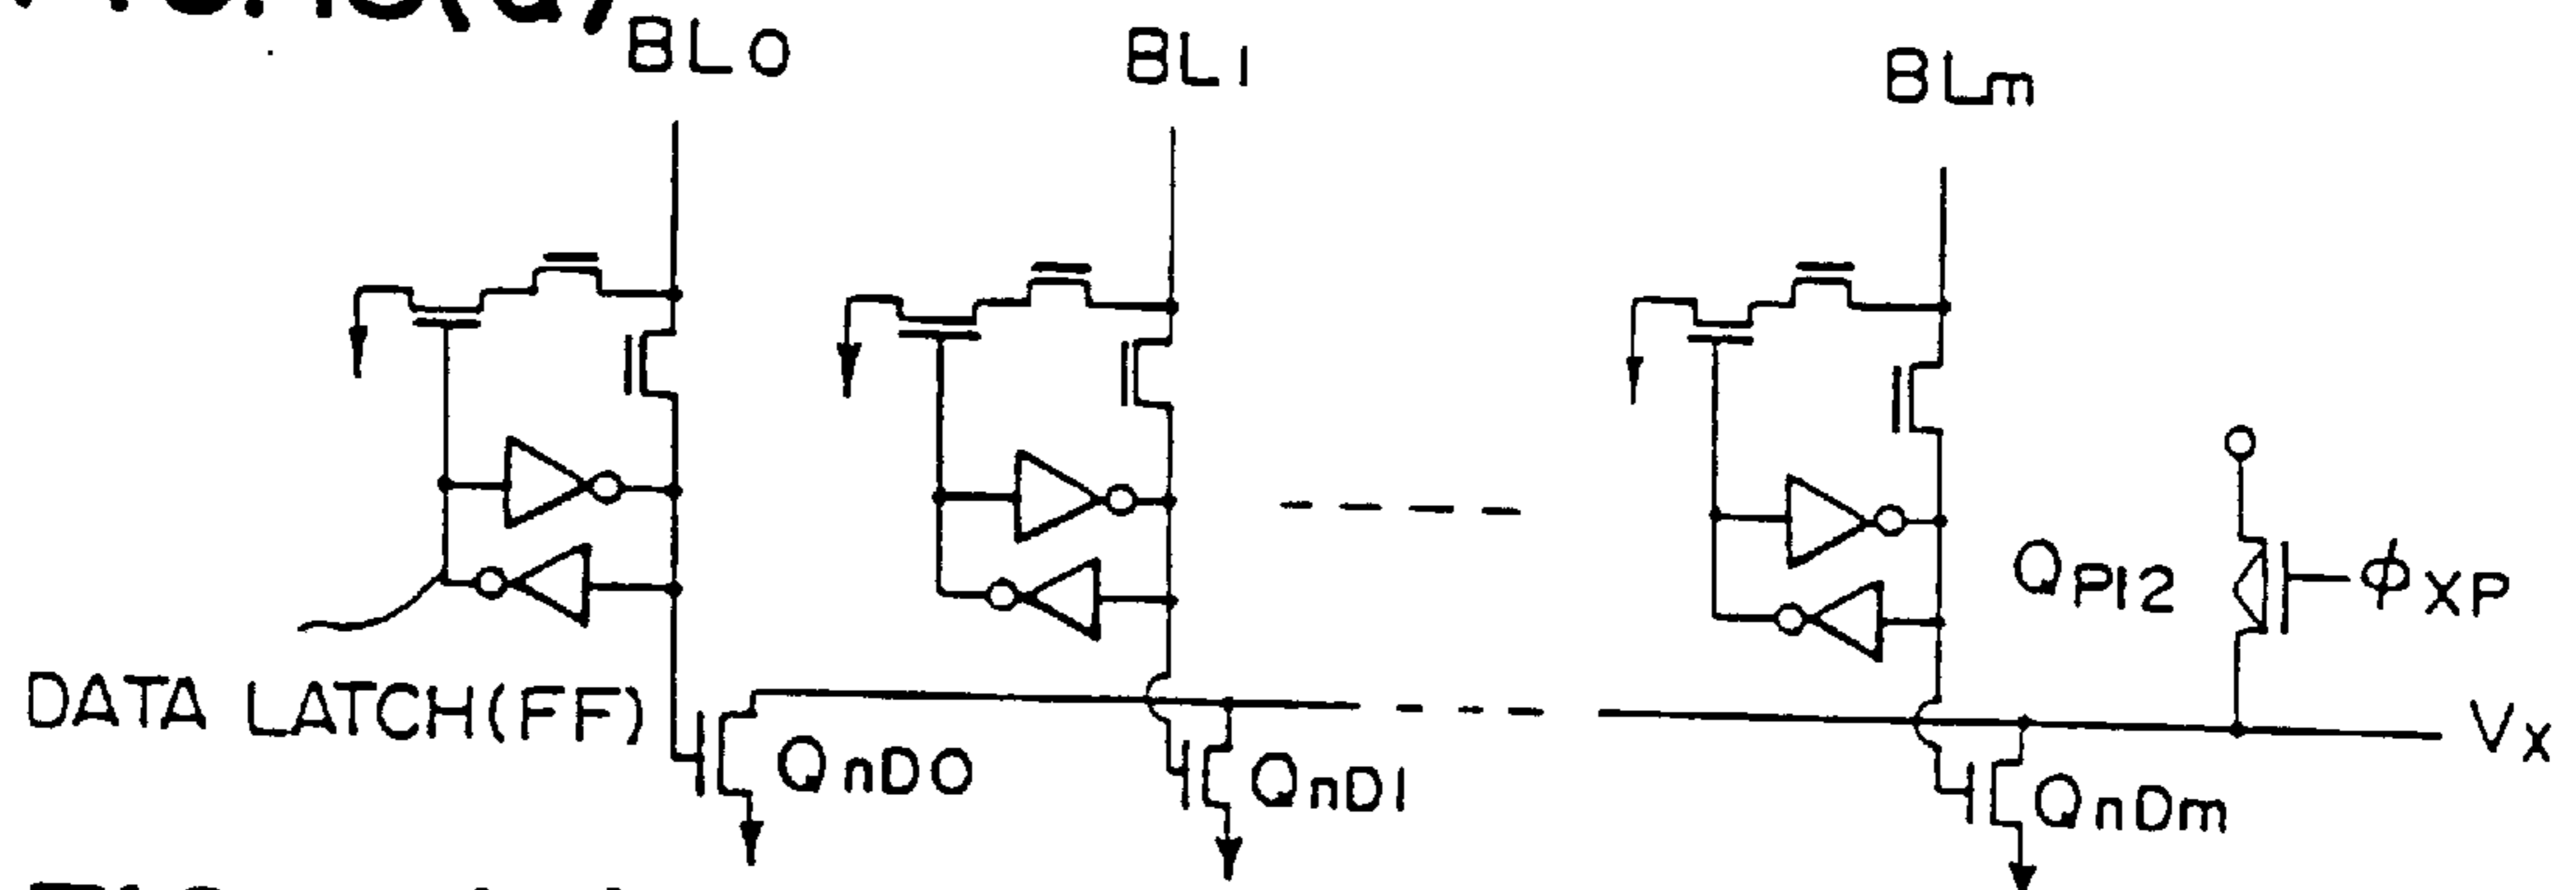 BL0
BL1
BLm
QP12
ϕXP
DATA LATCH(FF)
QnD0
QnD1
QnDm
Vx